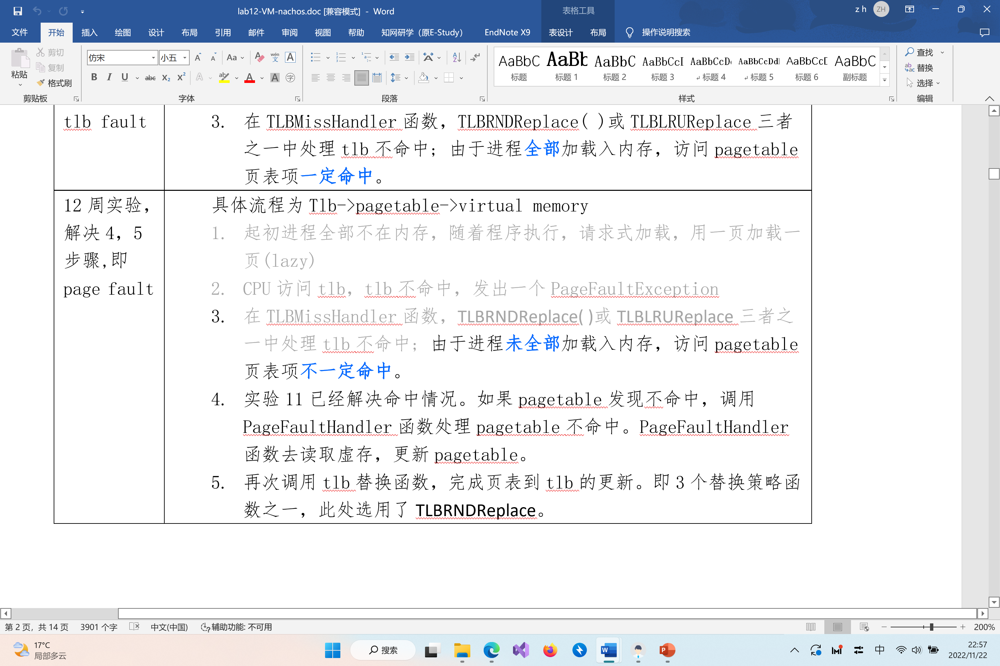 lab12-VM-nachos.doc [兼容模式] - Word
表格工具
z h
ZH
文件 开始 插入 绘图 设计 布局 引用 邮件 审阅 视图 帮助 知网研学（原E-Study） EndNote X9 表设计 布局 操作说明搜索
粘贴
剪切
复制
格式刷
剪贴板
仿宋 小五
字体
段落
AaBbC AaBb AaBbC AaBbCcI AaBbCcD AaBbCcDd AaBbCcD AaBbC
标题 标题 1 标题 2 标题 3 标题 4 标题 5 标题 6 副标题
样式
查找
替换
选择
编辑
tlb fault
3. 在 TLBMissHandler 函数，TLBRNDReplace( )或 TLBLRUReplace 三者
之一中处理 tlb 不命中；由于进程全部加载入内存，访问 pagetable
页表项一定命中。
12 周实验，
解决 4，5
步骤,即
page fault
具体流程为 Tlb->pagetable->virtual memory
1. 起初进程全部不在内存，随着程序执行，请求式加载，用一页加载一
页(lazy)
2. CPU 访问 tlb，tlb 不命中，发出一个 PageFaultException
3. 在 TLBMissHandler 函数，TLBRNDReplace( )或 TLBLRUReplace 三者之
一中处理 tlb 不命中；由于进程未全部加载入内存，访问 pagetable
页表项不一定命中。
4. 实验 11 已经解决命中情况。如果 pagetable 发现不命中，调用
PageFaultHandler 函数处理 pagetable 不命中。PageFaultHandler
函数去读取虚存，更新 pagetable。
5. 再次调用 tlb 替换函数，完成页表到 tlb 的更新。即 3 个替换策略函
数之一，此处选用了 TLBRNDReplace。
第 2 页，共 14 页 3901 个字 中文(中国) 辅助功能: 不可用 200%
17°C
局部多云
搜索
中
22:57
2022/11/22